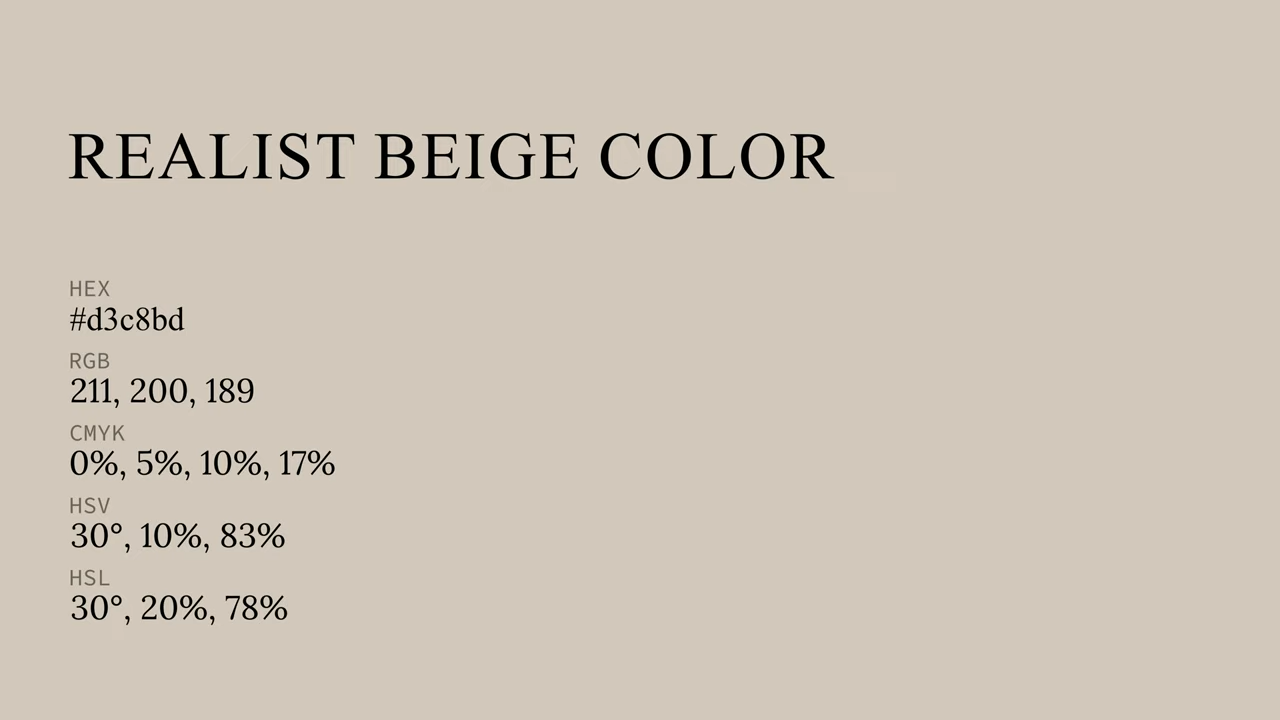 REALIST BEIGE COLOR
HEX
#d3c8bd
RGB
211, 200, 189
CMYK
0%, 5%, 10%, 17%
HSV
30°, 10%, 83%
HSL
30°, 20%, 78%